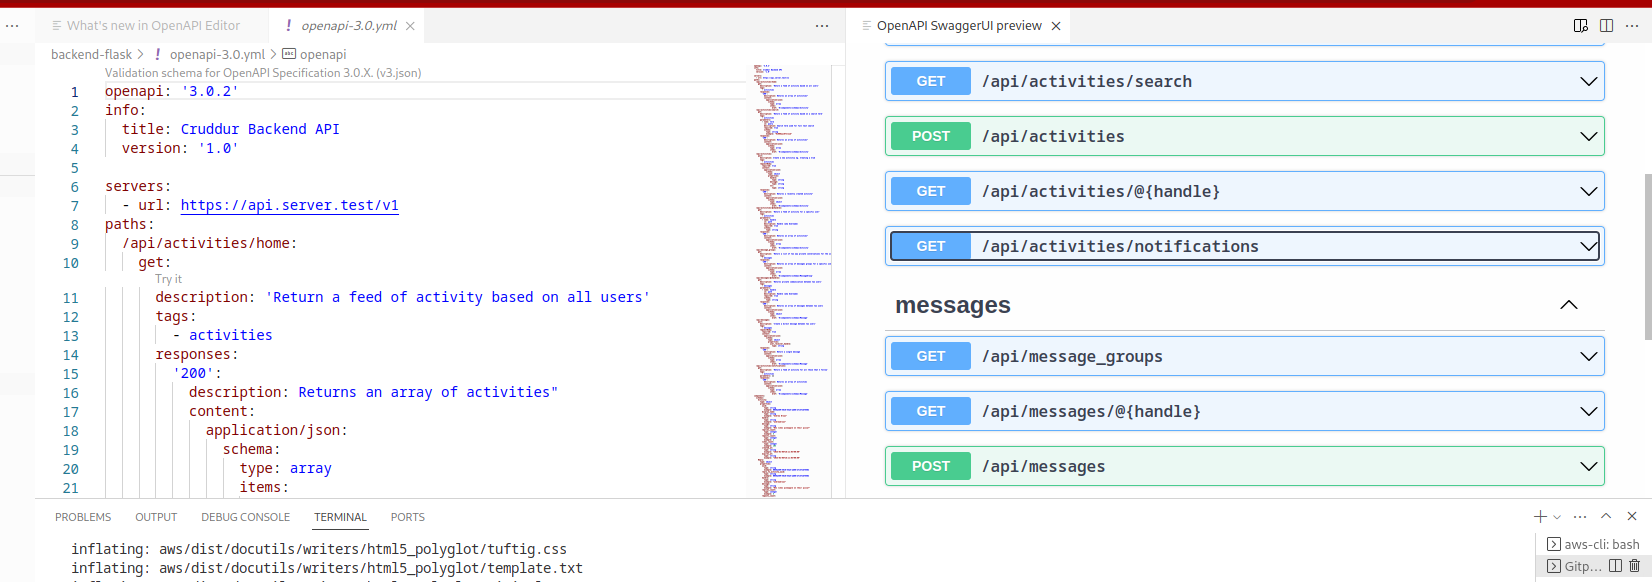 What's new in OpenAPI Editor
! openapi-3.0.yml
backend-flask > ! openapi-3.0.yml > abc openapi
Validation schema for OpenAPI Specification 3.0.X. (v3.json)
1 openapi: '3.0.2'
2 info:
3 title: Cruddur Backend API
4 version: '1.0'
5
6 servers:
7 - url: https://api.server.test/v1
8 paths:
9 /api/activities/home:
10 get:
Try it
11 description: 'Return a feed of activity based on all users'
12 tags:
13 - activities
14 responses:
15 '200':
16 description: Returns an array of activities"
17 content:
18 application/json:
19 schema:
20 type: array
21 items:
OpenAPI SwaggerUI preview
GET /api/activities/search
POST /api/activities
GET /api/activities/@{handle}
GET /api/activities/notifications
messages
GET /api/message_groups
GET /api/messages/@{handle}
POST /api/messages
PROBLEMS OUTPUT DEBUG CONSOLE TERMINAL PORTS
inflating: aws/dist/docutils/writers/html5_polyglot/tuftig.css
inflating: aws/dist/docutils/writers/html5_polyglot/template.txt
aws-cli: bash
Gitp...